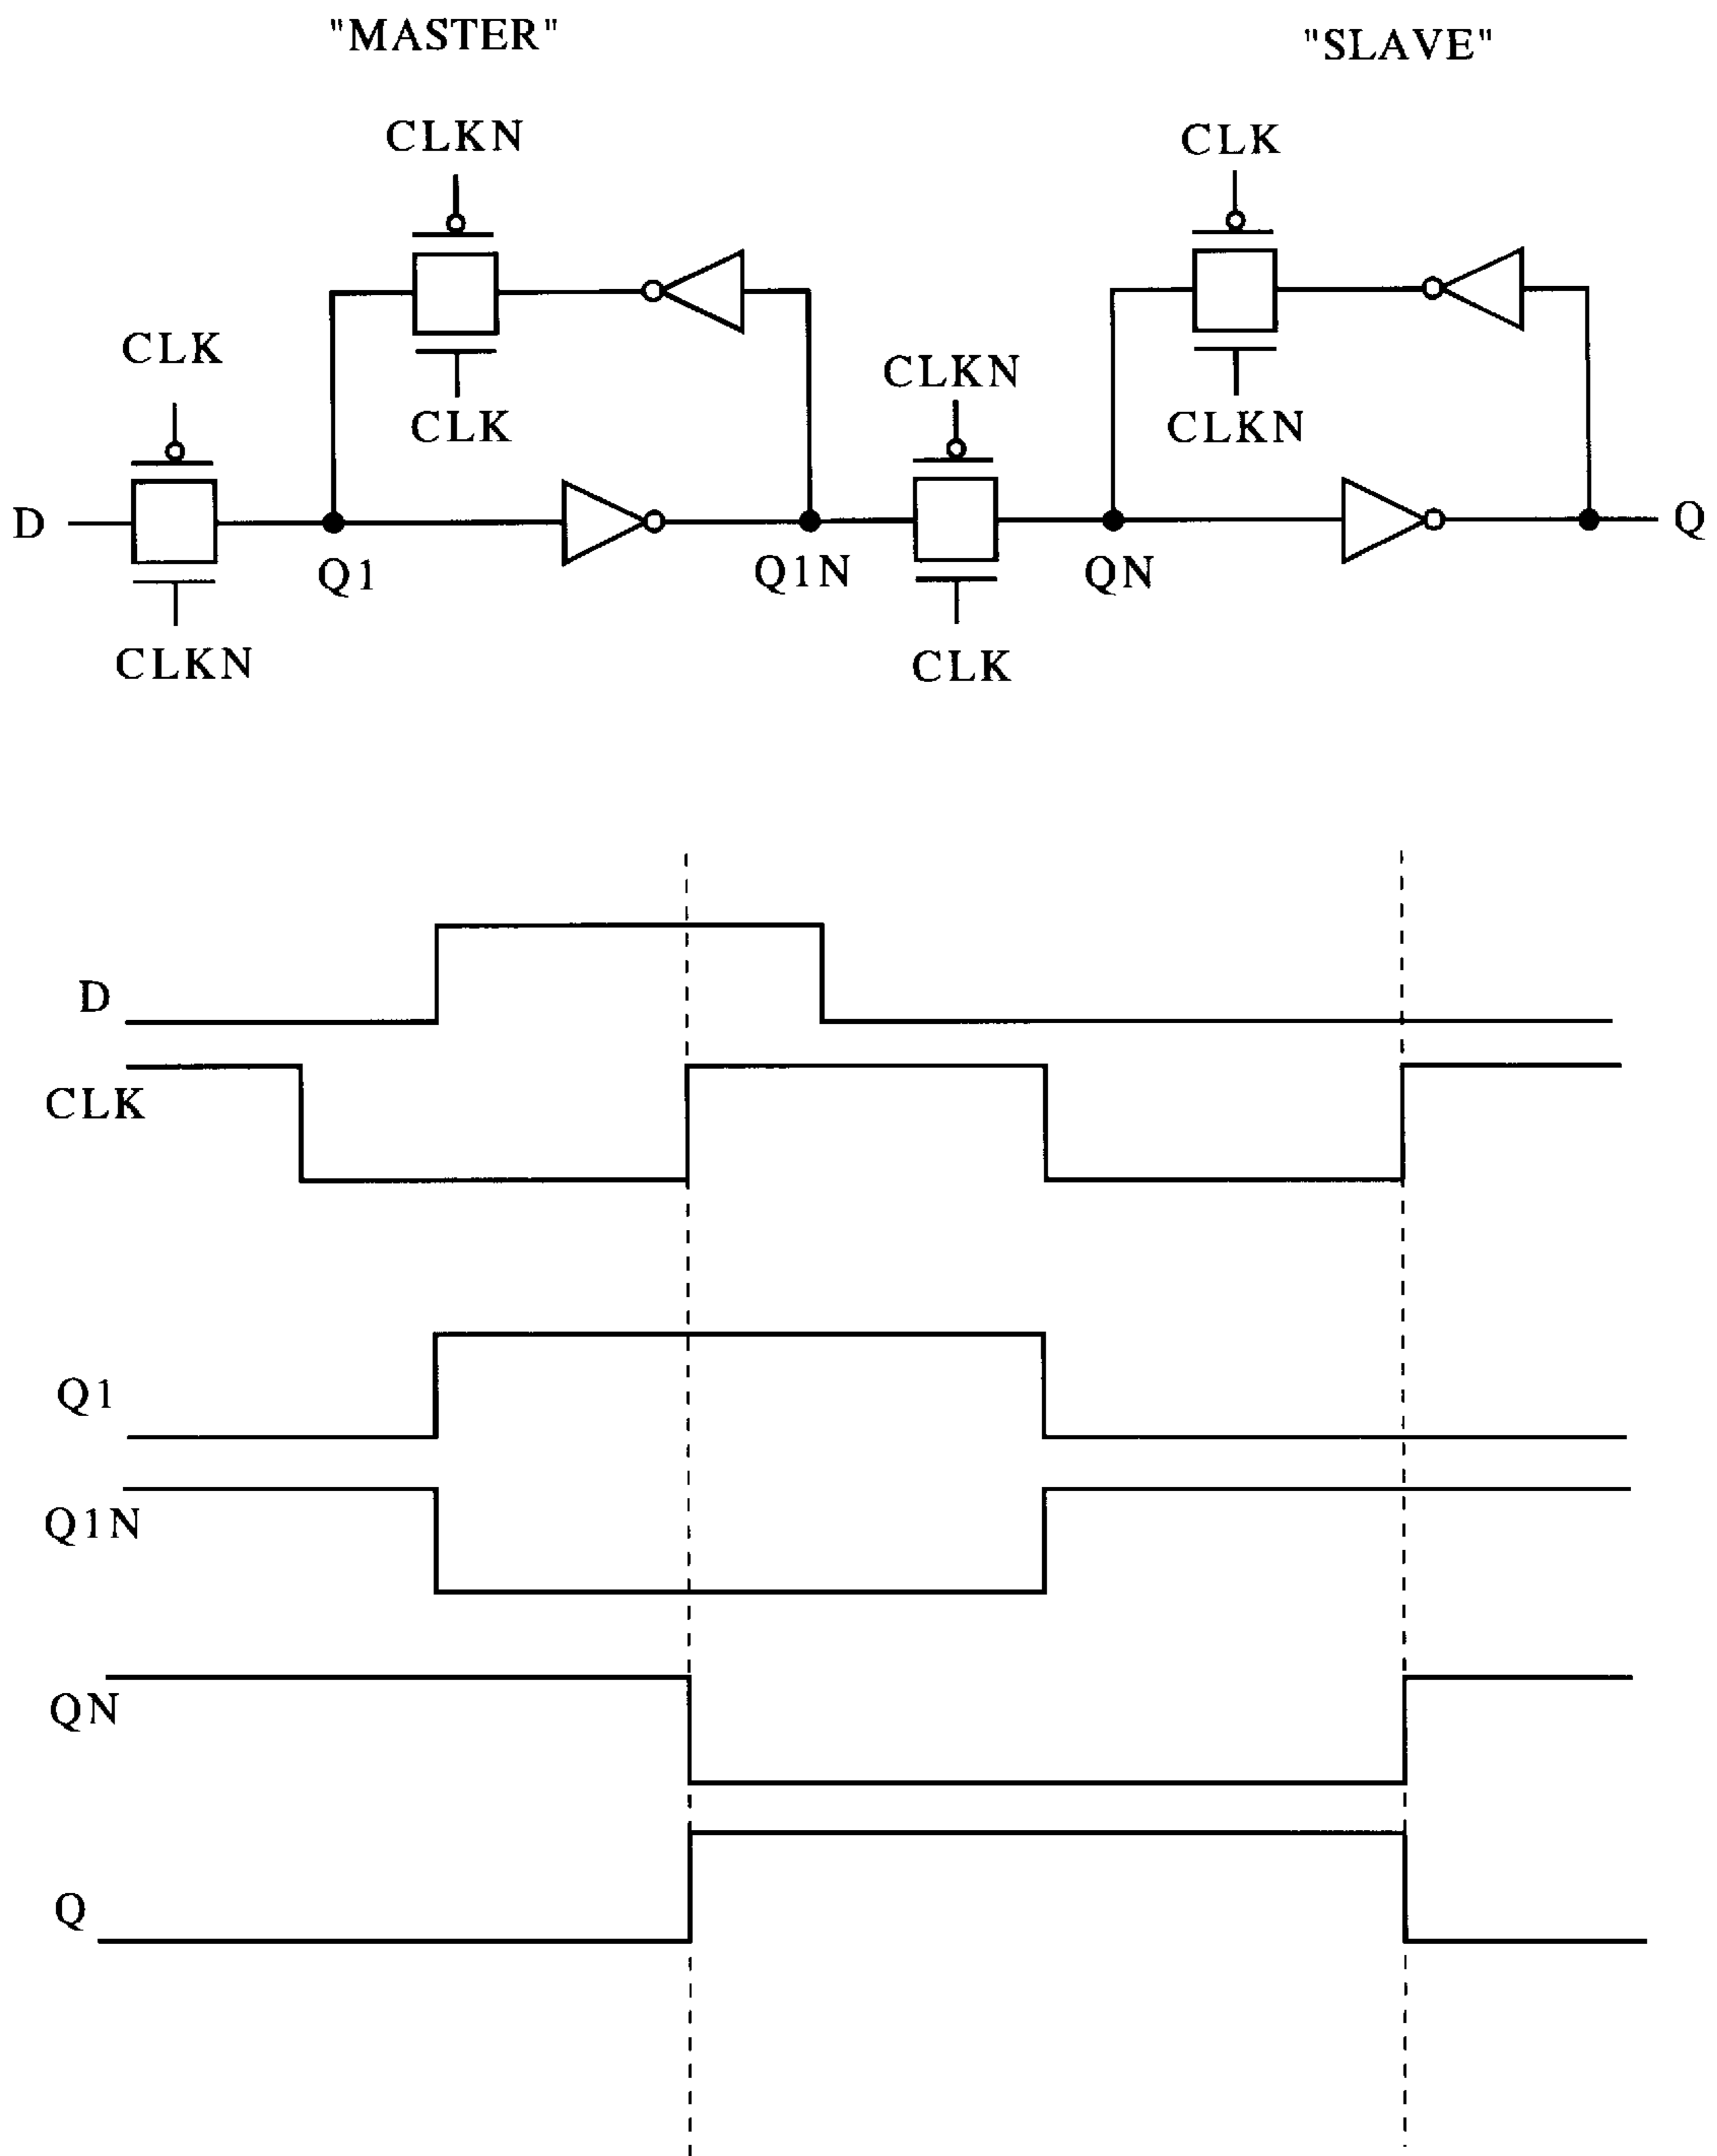 "MASTER"
"SLAVE"
CLKN
CLK
CLK
CLK
CLKN
CLKN
D
Q1
Q1N
QN
Q
CLKN
CLK
D
CLK
Q1
Q1N
QN
Q